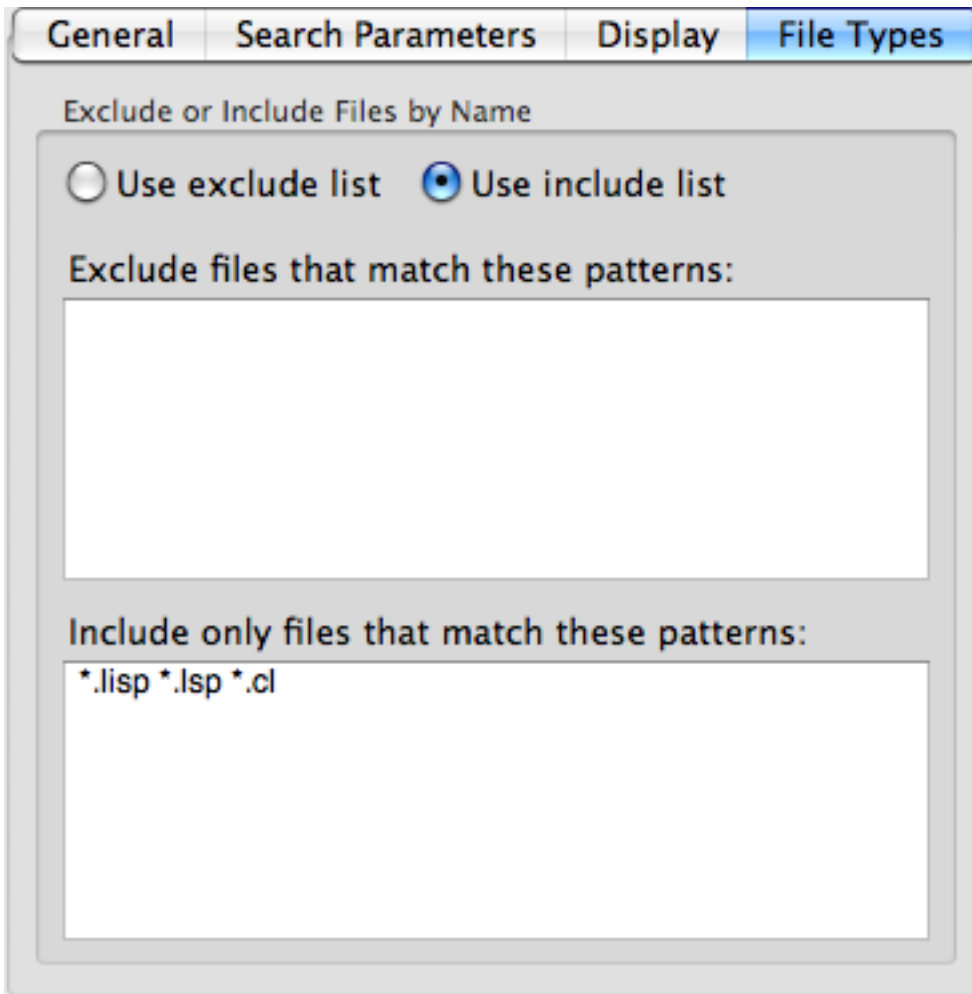 General Search Parameters Display File Types
Exclude or Include Files by Name
Use exclude list Use include list
Exclude files that match these patterns:
Include only files that match these patterns:
*.lisp *.lsp *.cl